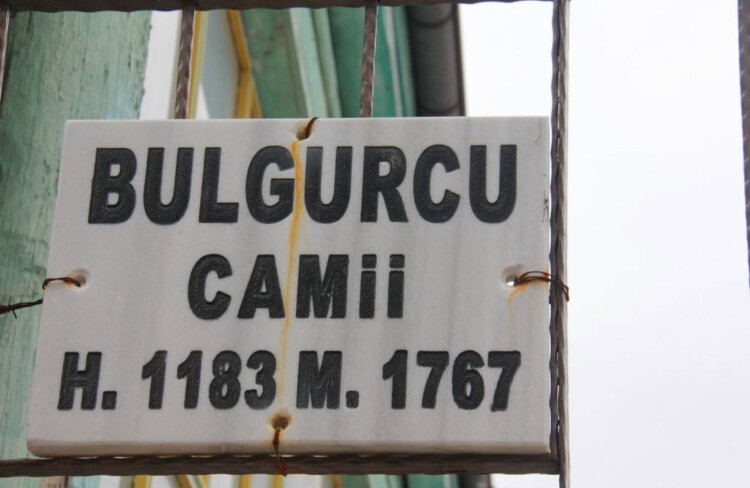 BULGURCU
CAMii
H. 1183 M. 1767